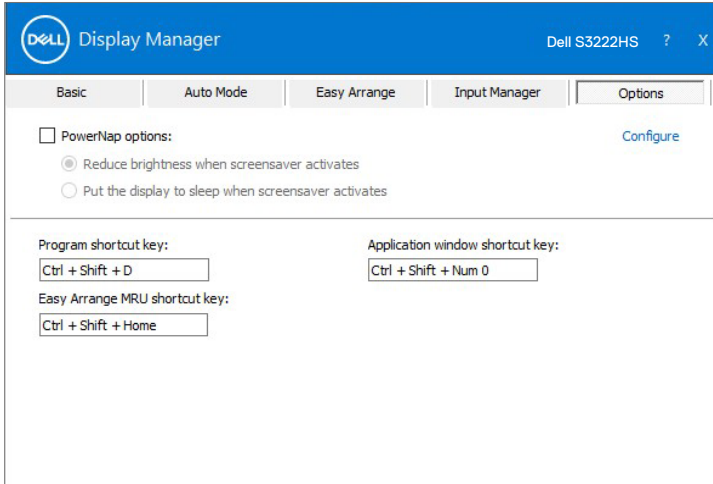 DELL Display Manager Dell S3222HS ? X
Basic Auto Mode Easy Arrange Input Manager Options
PowerNap options: Configure
Reduce brightness when screensaver activates
Put the display to sleep when screensaver activates
Program shortcut key: Application window shortcut key:
Ctrl + Shift + D Ctrl + Shift + Num 0
Easy Arrange MRU shortcut key:
Ctrl + Shift + Home